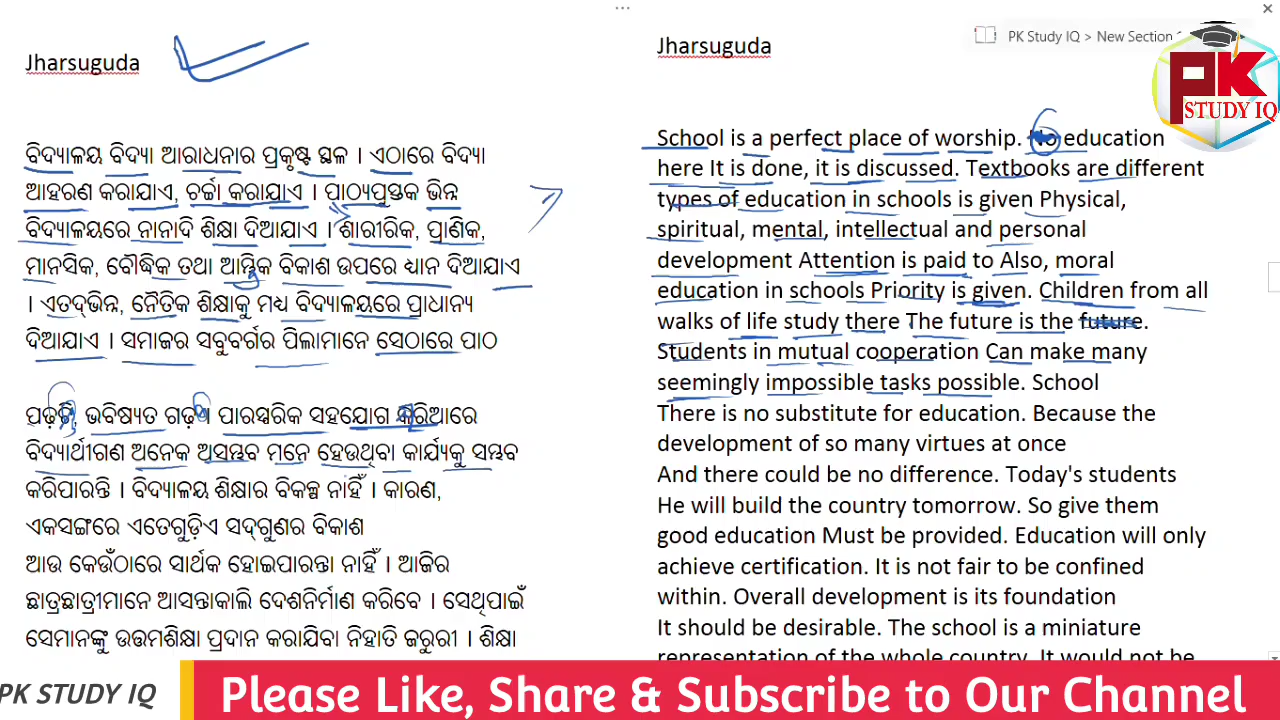 Jharsuguda
ବିଦ୍ୟାଳୟ ବିଦ୍ୟା ଆରାଧନାର ପ୍ରକୃଷ୍ଟ ସ୍ଥଳ । ଏଠାରେ ବିଦ୍ୟା
ଆହରଣ କରାଯାଏ, ଚର୍ଚ୍ଚା କରାଯାଏ । ପାଠ୍ୟପୁସ୍ତକ ଭିନ୍ନ
ବିଦ୍ୟାଳୟରେ ନାନାଦି ଶିକ୍ଷା ଦିଆଯାଏ । ଶାରୀରିକ, ପ୍ରାଣିକ,
ମାନସିକ, ବୌଦ୍ଧିକ ତଥା ଆତ୍ମିକ ବିକାଶ ଉପରେ ଧ୍ୟାନ ଦିଆଯାଏ
। ଏତଦ୍‌ଭିନ୍ନ, ନୈତିକ ଶିକ୍ଷାକୁ ମଧ୍ୟ ବିଦ୍ୟାଳୟରେ ପ୍ରାଧାନ୍ୟ
ଦିଆଯାଏ । ସମାଜର ସବୁବର୍ଗର ପିଲାମାନେ ସେଠାରେ ପାଠ
ଭବିଷ୍ୟତ ଗଢ଼ ପାରସ୍ପରିକ ସହଯୋଗ କରିଆରେ
ବିଦ୍ୟାର୍ଥୀଗଣ ଅନେକ ଅସମ୍ଭବ ମନେ ହେଉଥିବା କାର୍ଯ୍ୟକୁ ସମ୍ଭବ
କରିପାରନ୍ତି । ବିଦ୍ୟାଳୟ ଶିକ୍ଷାର ବିକଳ୍ପ ନାହିଁ । କାରଣ,
ଏକସଙ୍ଗରେ ଏତେଗୁଡ଼ିଏ ସଦ୍‌ଗୁଣର ବିକାଶ
ଆଉ କେଉଁଠାରେ ସାର୍ଥକ ହୋଇପାରନ୍ତା ନାହିଁ । ଆଜିର
ଛାତ୍ରଛାତ୍ରୀମାନେ ଆସନ୍ତାକାଲି ଦେଶନିର୍ମାଣ କରିବେ । ସେଥିପାଇଁ
ସେମାନଙ୍କୁ ଉତ୍ତମଶିକ୍ଷା ପ୍ରଦାନ କରାଯିବା ନିହାତି ଜରୁରୀ । ଶିକ୍ଷା
Jharsuguda
School is a perfect place of worship. No education
here It is done, it is discussed. Textbooks are different
types of education in schools is given Physical,
spiritual, mental, intellectual and personal
development Attention is paid to Also, moral
education in schools Priority is given. Children from all
walks of life study there The future is the future.
Students in mutual cooperation Can make many
seemingly impossible tasks possible. School
There is no substitute for education. Because the
development of so many virtues at once
And there could be no difference. Today's students
He will build the country tomorrow. So give them
good education Must be provided. Education will only
achieve certification. It is not fair to be confined
within. Overall development is its foundation
It should be desirable. The school is a miniature
representation of the whole country. It would not be
PK Study IQ > New Section
PK
STUDY IQ
PK STUDY IQ
Please Like, Share & Subscribe to Our Channel